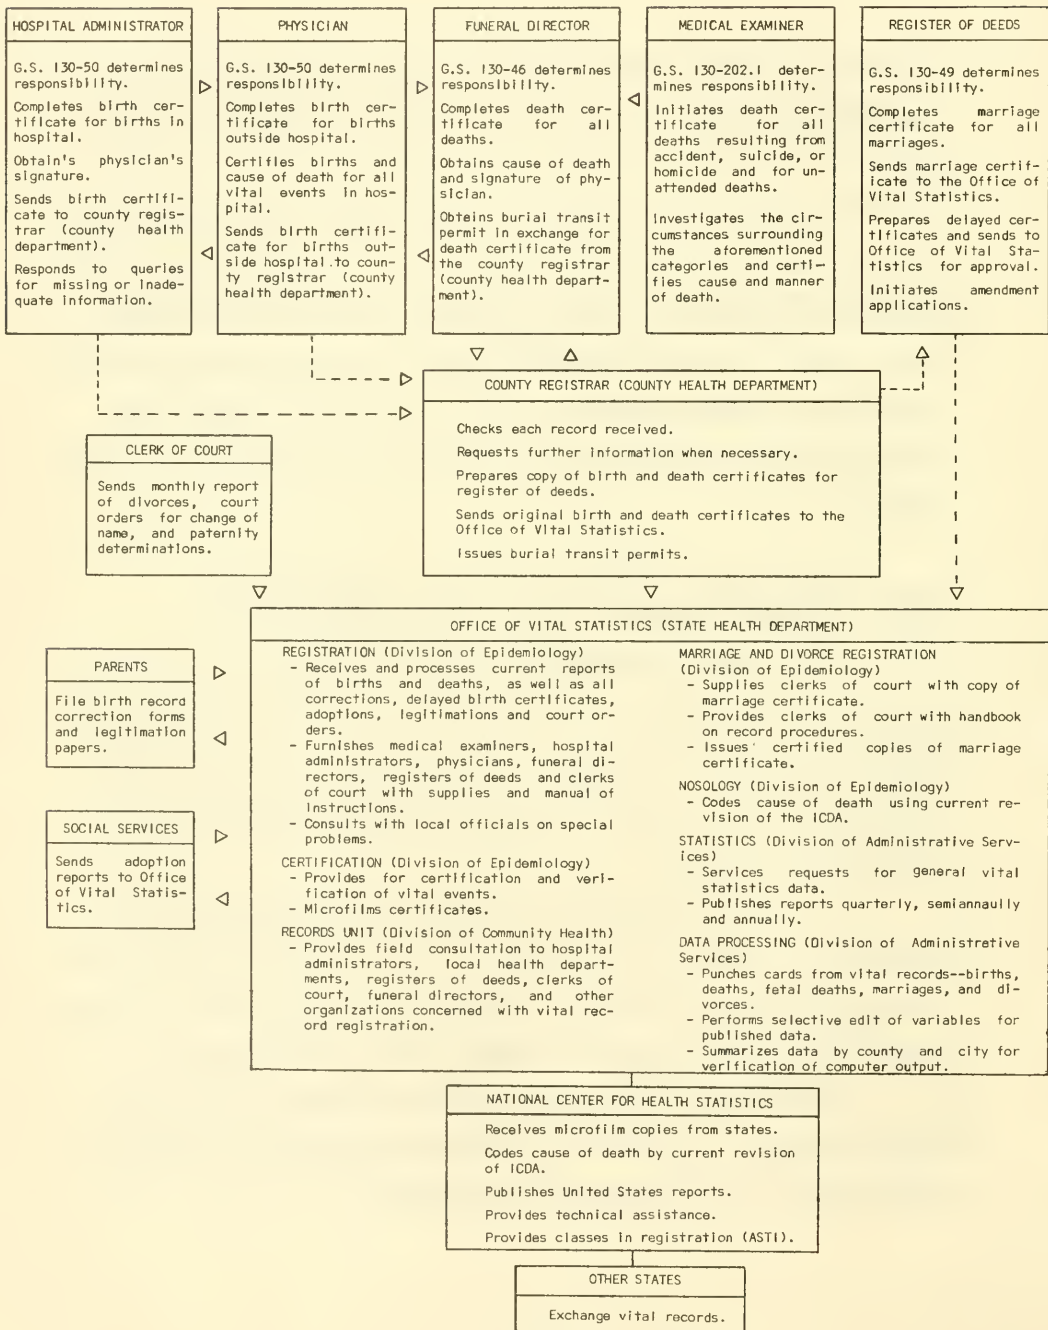 HOSPITAL ADMINISTRATOR
G.S. 130-50 determines
responsibility.
Completes birth cer-
tificate for births in
hospital.
Obtain's physician's
signature.
Sends birth certifi-
cate to county regis-
trar (county health
department).
Responds to queries
for missing or inade-
quate information.
PHYSICIAN
G.S. 130-50 determines
responsibility.
Completes birth cer-
tificate for births
outside hospital.
Certifies births and
cause of death for all
vital events in hos-
pital.
Sends birth certifi-
cate for births out-
side hospital.to coun-
ty registrar (county
health department).
FUNERAL DIRECTOR
G.S. 130-46 determines
responsibility.
Completes death cer-
tificate for all
deaths.
Obtains cause of death
and signature of phy-
sician.
Obtains burial transit
permit in exchange for
death certificate from
the county registrar
(county health depart-
ment).
MEDICAL EXAMINER
G.S. 130-202.1 deter-
mines responsibility.
Initiates death cer-
tificate for all
deaths resulting from
accident, suicide, or
homicide and for un-
attended deaths.
Investigates the cir-
cumstances surrounding
the aforementioned
categories and certi-
fies cause and manner
of death.
REGISTER OF DEEDS
G.S. 130-49 determines
responsibility.
Completes marriage
certificate for all
marriages.
Sends marriage certif-
icate to the Office of
Vital Statistics.
Prepares delayed cer-
tificates and sends to
Office of Vital Sta-
tistics for approval.
Initiates amendment
applications.
COUNTY REGISTRAR (COUNTY HEALTH DEPARTMENT)
Checks each record received.
Requests further information when necessary.
Prepares copy of birth and death certificates for
register of deeds.
Sends original birth and death certificates to the
Office of Vital Statistics.
Issues burial transit permits.
CLERK OF COURT
Sends monthly report
of divorces, court
orders for change of
name, and paternity
determinations.
OFFICE OF VITAL STATISTICS (STATE HEALTH DEPARTMENT)
REGISTRATION (Division of Epidemiology)
- Receives and processes current reports
of births and deaths, as well as all
corrections, delayed birth certificates,
adoptions, legitimations and court or-
ders.
- Furnishes medical examiners, hospital
administrators, physicians, funeral di-
rectors, registers of deeds and clerks
of court with supplies and manual of
instructions.
- Consults with local officials on special
problems.
CERTIFICATION (Division of Epidemiology)
- Provides for certification and veri-
fication of vital events.
- Microfilms certificates.
RECORDS UNIT (Division of Community Health)
- Provides field consultation to hospital
administrators, local health depart-
ments, registers of deeds, clerks of
court, funeral directors, and other
organizations concerned with vital rec-
ord registration.
MARRIAGE AND DIVORCE REGISTRATION
(Division of Epidemiology)
- Supplies clerks of court with copy of
marriage certificate.
- Provides clerks of court with handbook
on record procedures.
- Issues certified copies of marriage
certificate.
NOSOLOGY (Division of Epidemiology)
- Codes cause of death using current re-
vision of the ICDA.
STATISTICS (Division of Administrative Serv-
ices)
- Services requests for general vital
statistics data.
- Publishes reports quarterly, semiannaully
and annually.
DATA PROCESSING (Division of Administrative
Services)
- Punches cards from vital records--births,
deaths, fetal deaths, marriages, and di-
vorces.
- Performs selective edit of variables for
published data.
- Summarizes data by county and city for
verification of computer output.
PARENTS
File birth record
correction forms
and legitimation
papers.
SOCIAL SERVICES
Sends adoption
reports to Office
of Vital Statis-
tics.
NATIONAL CENTER FOR HEALTH STATISTICS
Receives microfilm copies from states.
Codes cause of death by current revision
of ICDA.
Publishes United States reports.
Provides technical assistance.
Provides classes in registration (ASTI).
OTHER STATES
Exchange vital records.